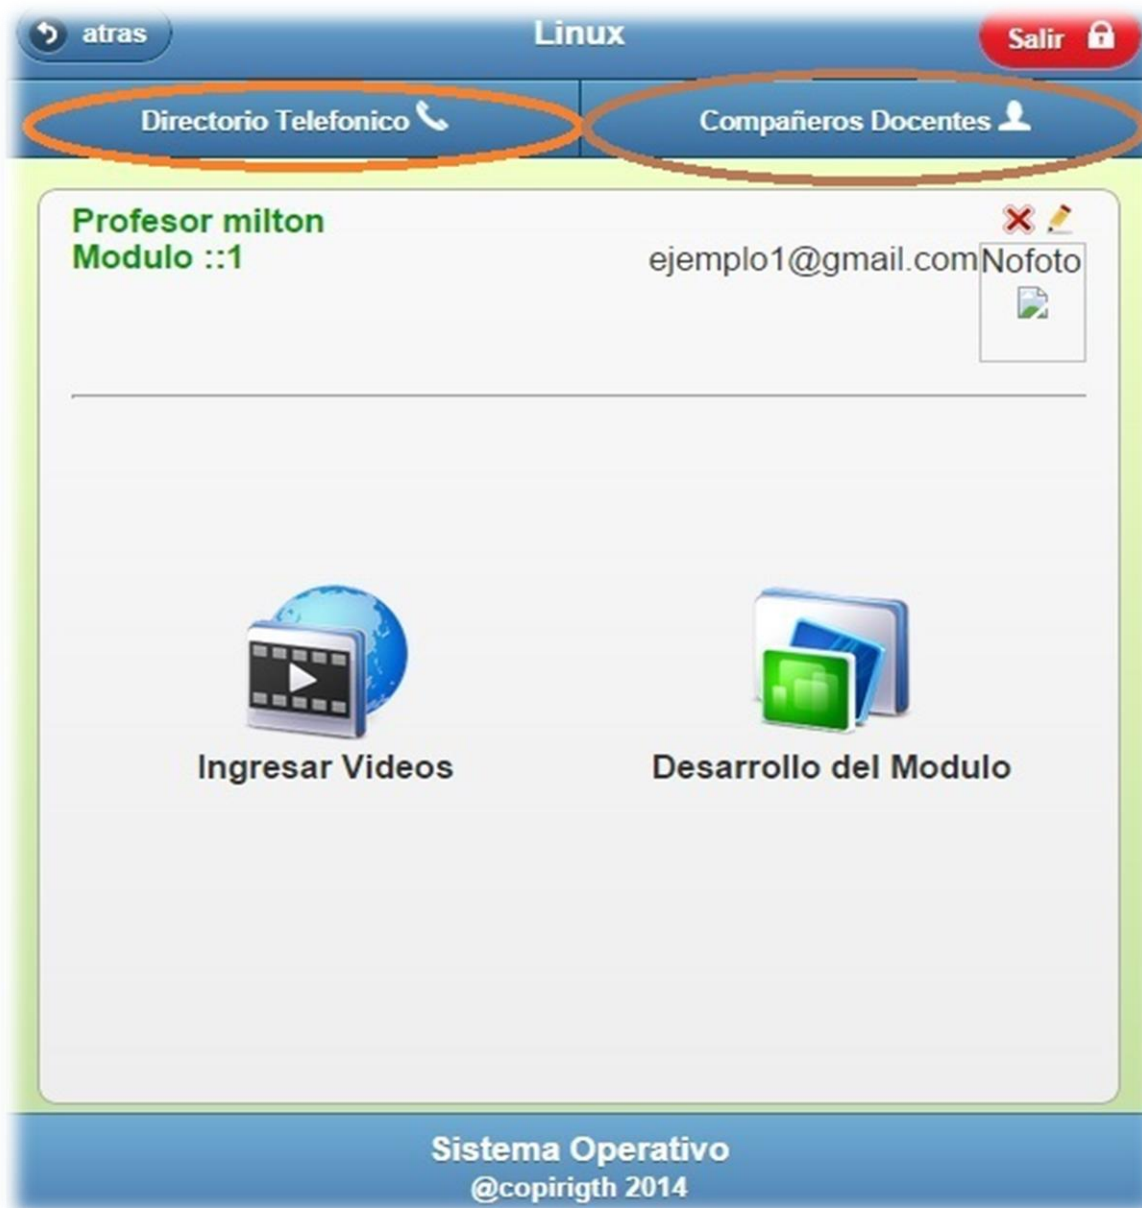 atras
Linux
Salir
Directorio Telefonico
Compañeros Docentes
Profesor milton
Modulo ::1
ejemplo1@gmail.com
Nofoto
Ingresar Videos
Desarrollo del Modulo
Sistema Operativo
@copirigth 2014